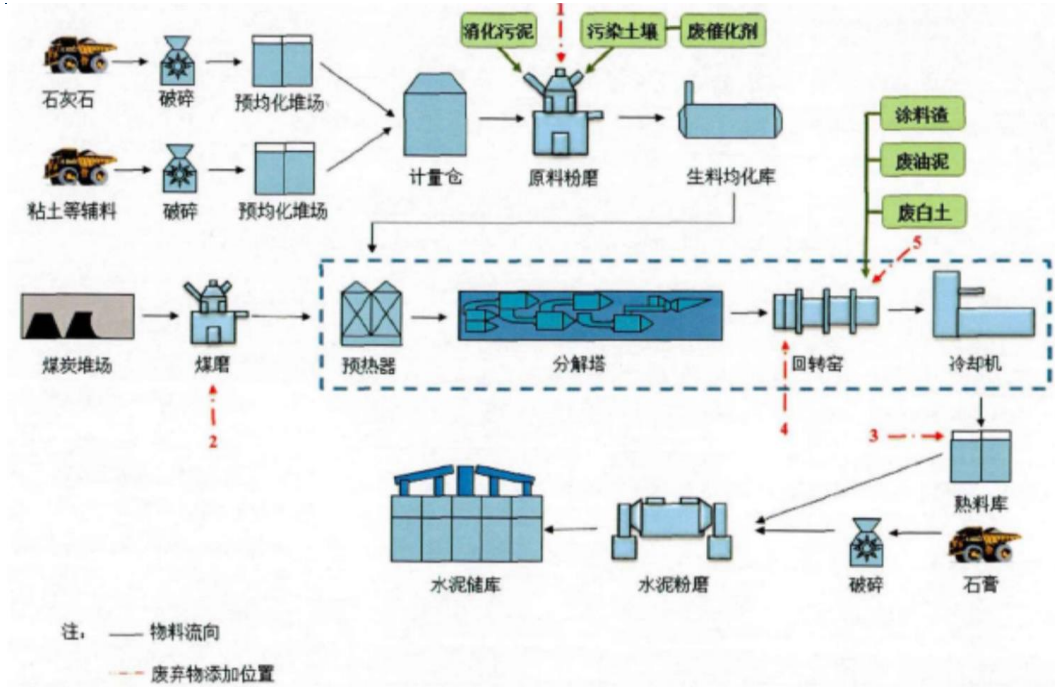 1
消化污泥
污染土壤
废催化剂
石灰石
破碎
预均化堆场
涂料渣
废油泥
废白土
粘土等辅料
破碎
预均化堆场
计量仓
原料粉磨
生料均化库
5
煤炭堆场
煤磨
预热器
分解塔
回转窑
冷却机
2
4
3
熟料库
水泥储库
水泥粉磨
破碎
石膏
注：
物料流向
废弃物添加位置